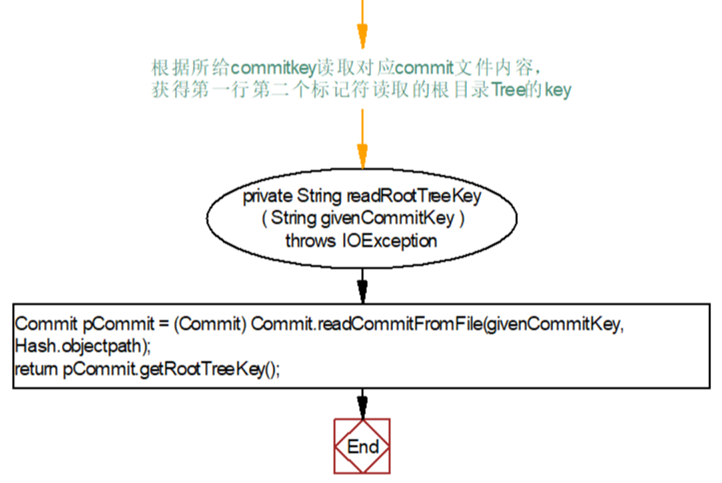 根据所给commitkey读取对应commit文件内容，
获得第一行第二个标记符读取的根目录Tree的key
private String readRootTreeKey
( String givenCommitKey )
throws IOException
Commit pCommit = (Commit) Commit.readCommitFromFile(givenCommitKey,
Hash.objectpath);
return pCommit.getRootTreeKey();
End